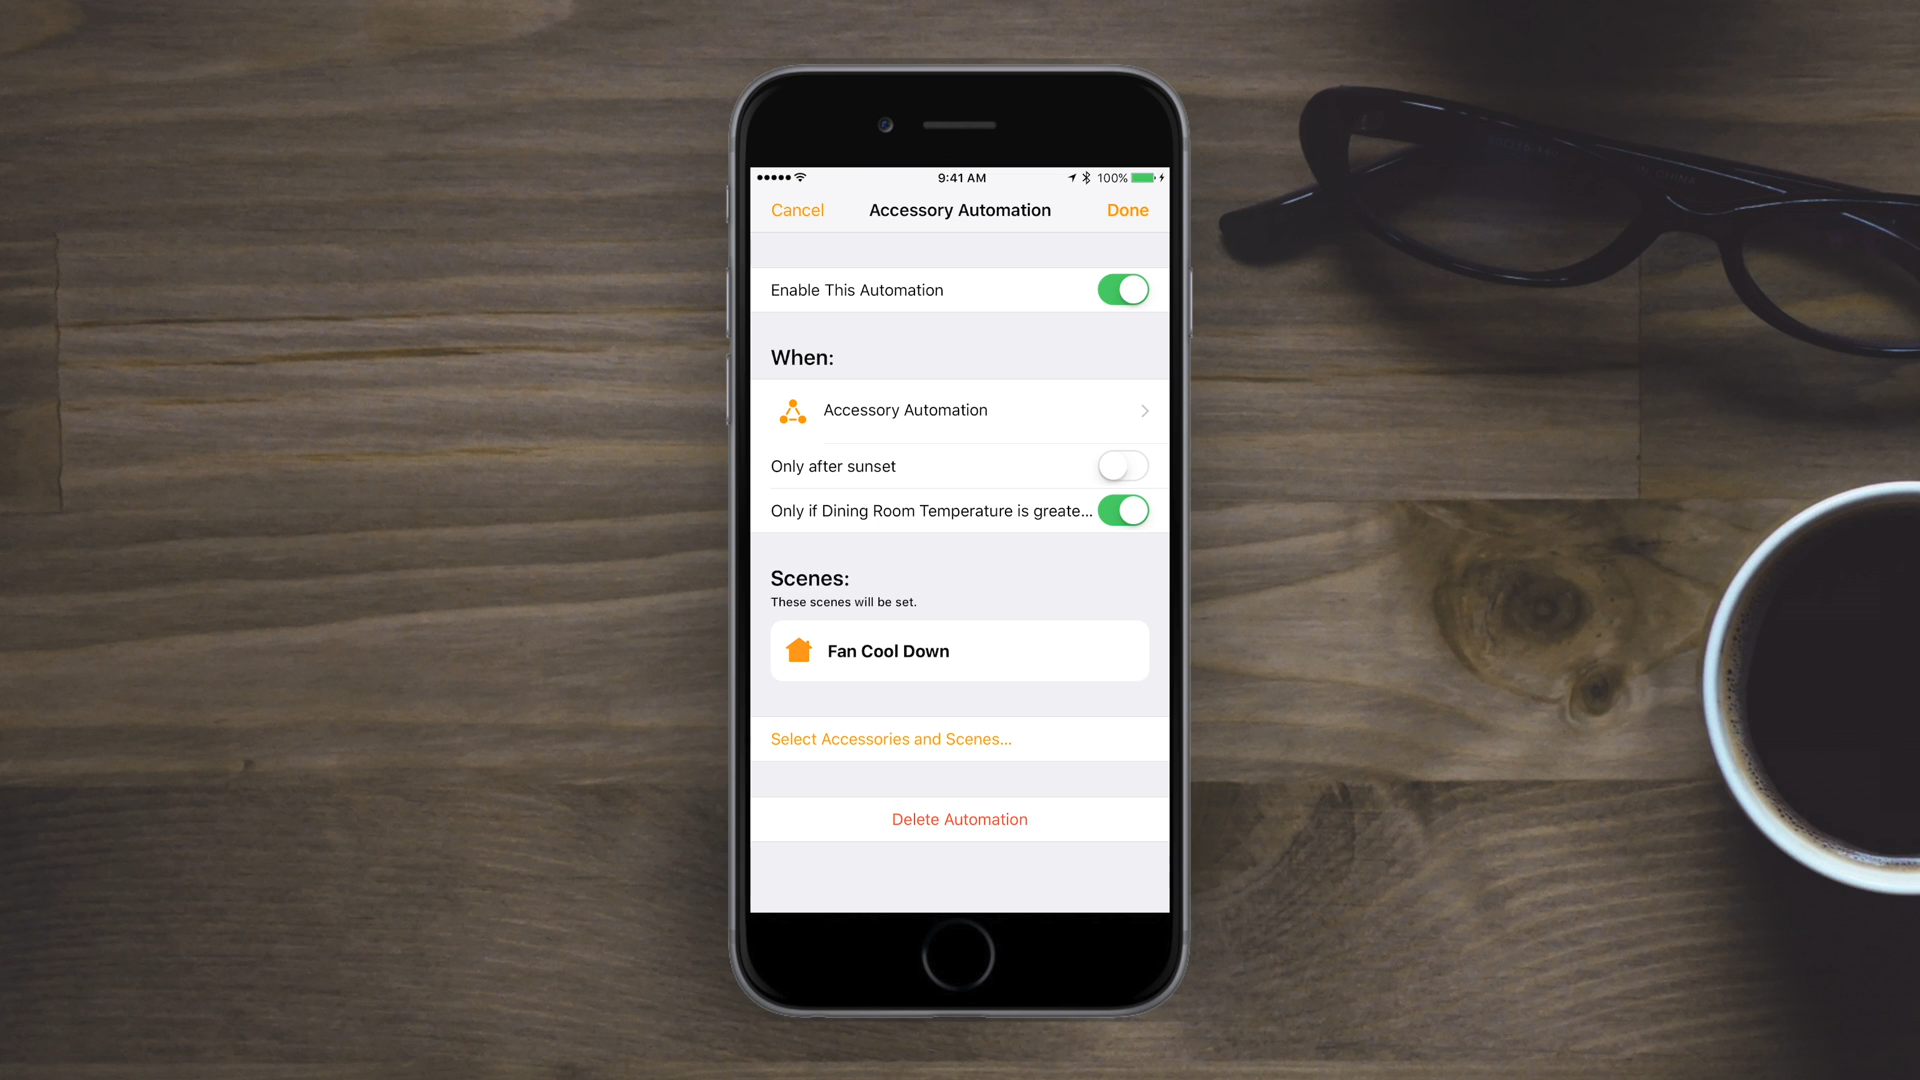 9:41 AM
100%
Cancel
Accessory Automation
Done
Enable This Automation
When:
Accessory Automation
Only after sunset
Only if Dining Room Temperature is greate...
Scenes:
These scenes will be set.
Fan Cool Down
Select Accessories and Scenes...
Delete Automation